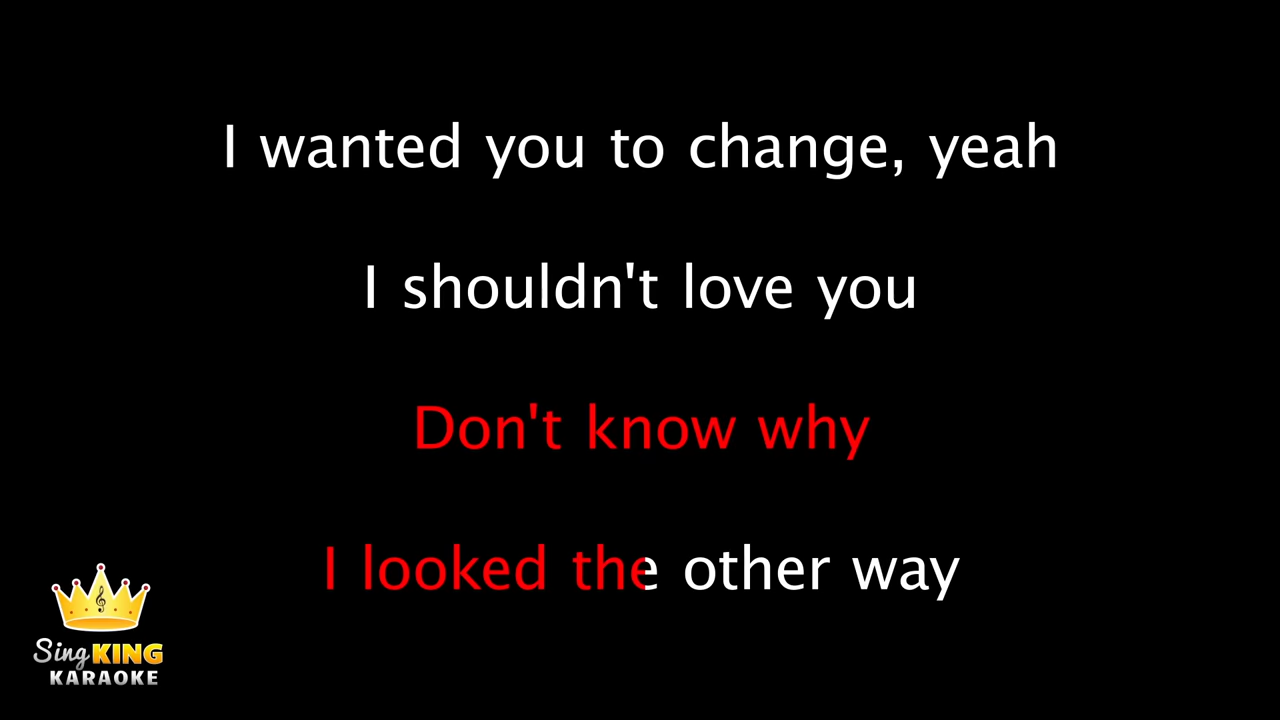 I wanted you to change, yeah
I shouldn't love you
Don't know why
I looked the other way
Sing KING
KARAOKE